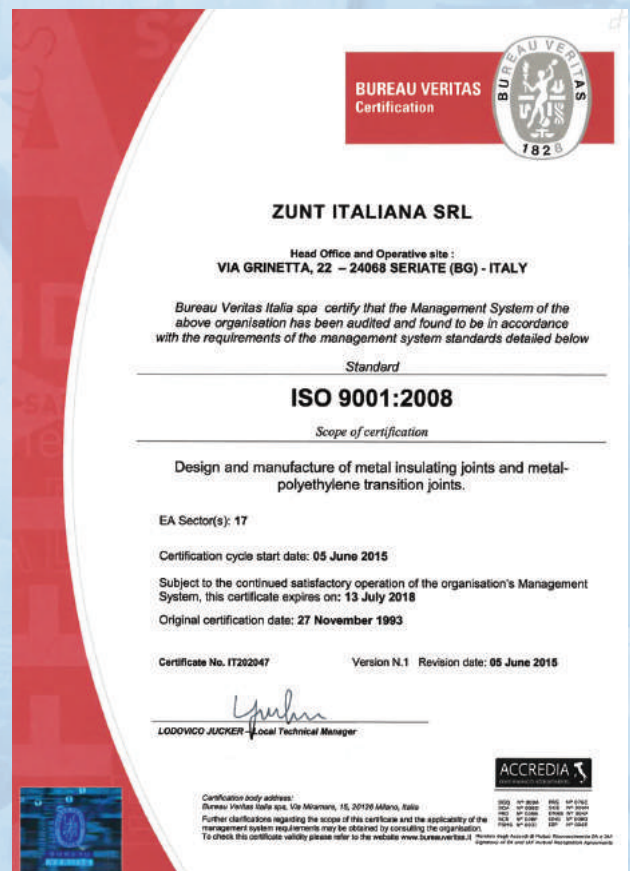 BUREAU VERITAS
Certification
BUREAU VERITAS
1828
ZUNT ITALIANA SRL
Head Office and Operative site :
VIA GRINETTA, 22 – 24068 SERIATE (BG) - ITALY
Bureau Veritas Italia spa certify that the Management System of the
above organisation has been audited and found to be in accordance
with the requirements of the management system standards detailed below
Standard
ISO 9001:2008
Scope of certification
Design and manufacture of metal insulating joints and metal-
polyethylene transition joints.
EA Sector(s): 17
Certification cycle start date: 05 June 2015
Subject to the continued satisfactory operation of the organisation's Management
System, this certificate expires on: 13 July 2018
Original certification date: 27 November 1993
Certificate No. IT202047 Version N.1 Revision date: 05 June 2015
LODOVICO JUCKER – Local Technical Manager
ACCREDIA
Certification body address:
Bureau Veritas Italia spa, Via Miramare, 15, 20126 Milano, Italia
Further clarifications regarding the scope of this certificate and the applicability of the
management system requirements may be obtained by consulting the organisation.
To check this certificate validity please refer to the website www.bureauveritas.it
BUREAU
VERITAS